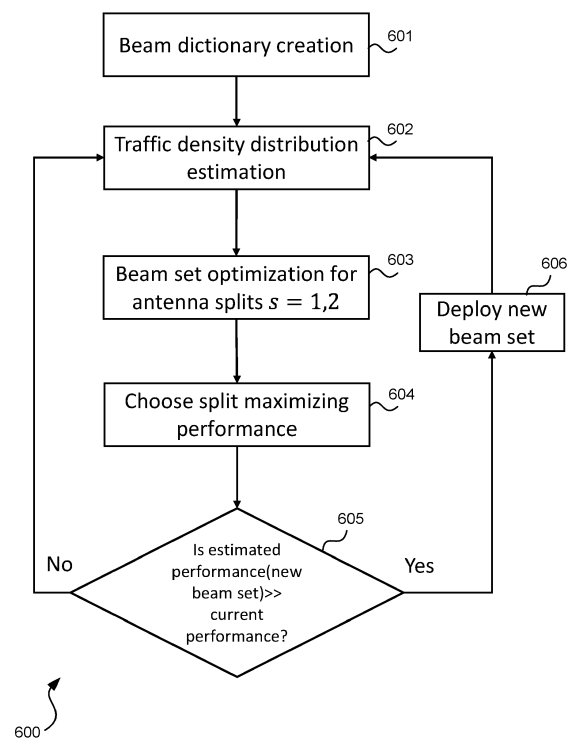 Beam dictionary creation
601
Traffic density distribution
estimation
602
Beam set optimization for
antenna splits s = 1,2
603
Deploy new
beam set
606
Choose split maximizing
performance
604
605
Is estimated
performance(new
beam set)>>
current
performance?
No
Yes
600